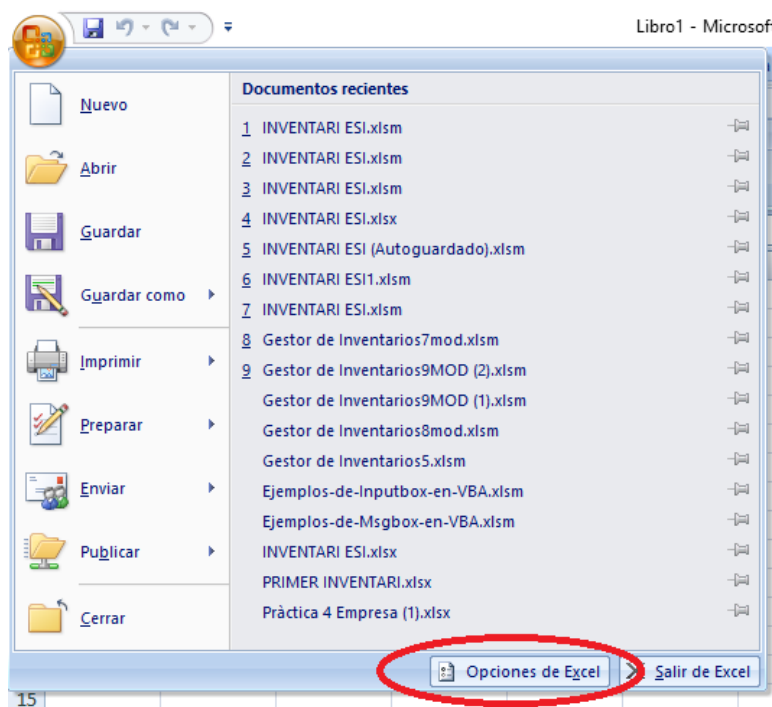 Libro1 - Microsof
Nuevo
Abrir
Guardar
Guardar como
Imprimir
Preparar
Enviar
Publicar
Cerrar
Documentos recientes
1 INVENTARI ESI.xlsm
2 INVENTARI ESI.xlsm
3 INVENTARI ESI.xlsm
4 INVENTARI ESI.xlsx
5 INVENTARI ESI (Autoguardado).xlsm
6 INVENTARI ESI1.xlsm
7 INVENTARI ESI.xlsm
8 Gestor de Inventarios7mod.xlsm
9 Gestor de Inventarios9MOD (2).xlsm
Gestor de Inventarios9MOD (1).xlsm
Gestor de Inventarios8mod.xlsm
Gestor de Inventarios5.xlsm
Ejemplos-de-Inputbox-en-VBA.xlsm
Ejemplos-de-Msgbox-en-VBA.xlsm
INVENTARI ESI.xlsx
PRIMER INVENTARI.xlsx
Pràctica 4 Empresa (1).xlsx
Opciones de Excel
Salir de Excel
15